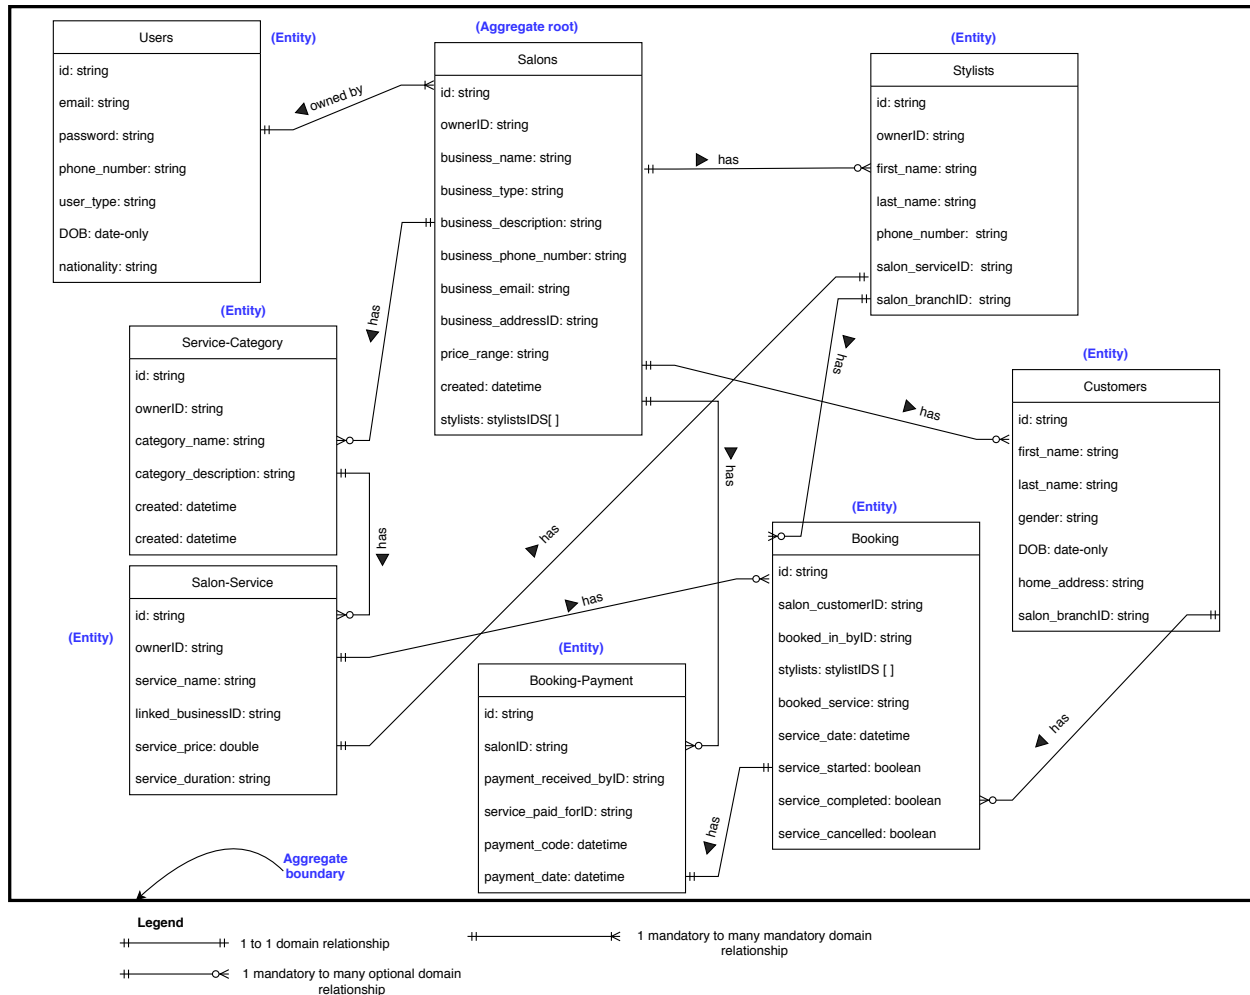 Users
(Entity)
id: string
email: string
password: string
phone_number: string
user_type: string
DOB: date-only
nationality: string
owned by
(Aggregate root)
Salons
id: string
ownerID: string
business_name: string
business_type: string
business_description: string
business_phone_number: string
business_email: string
business_addressID: string
price_range: string
created: datetime
stylists: stylistsIDS[ ]
has
(Entity)
Stylists
id: string
ownerID: string
first_name: string
last_name: string
phone_number: string
salon_serviceID: string
salon_branchID: string
has
(Entity)
Service-Category
id: string
ownerID: string
category_name: string
category_description: string
created: datetime
created: datetime
has
has
(Entity)
Customers
id: string
first_name: string
last_name: string
gender: string
DOB: date-only
home_address: string
salon_branchID: string
has
has
has
(Entity)
Salon-Service
id: string
ownerID: string
service_name: string
linked_businessID: string
service_price: double
service_duration: string
has
has
(Entity)
Booking-Payment
id: string
salonID: string
payment_received_byID: string
service_paid_forID: string
payment_code: datetime
payment_date: datetime
has
(Entity)
Booking
id: string
salon_customerID: string
booked_in_byID: string
stylists: stylistIDS [ ]
booked_service: string
service_date: datetime
service_started: boolean
service_completed: boolean
service_cancelled: boolean
has
Aggregate
boundary
Legend
1 to 1 domain relationship
1 mandatory to many optional domain
relationship
1 mandatory to many mandatory domain
relationship